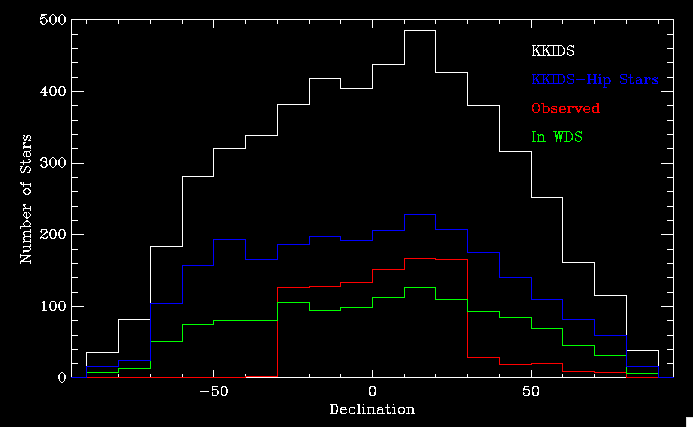 500
KKIDS
KKIDS-Hip Stars
400
Observed
In WDS
300
Number of Stars
200
100
0
-50
0
50
Declination